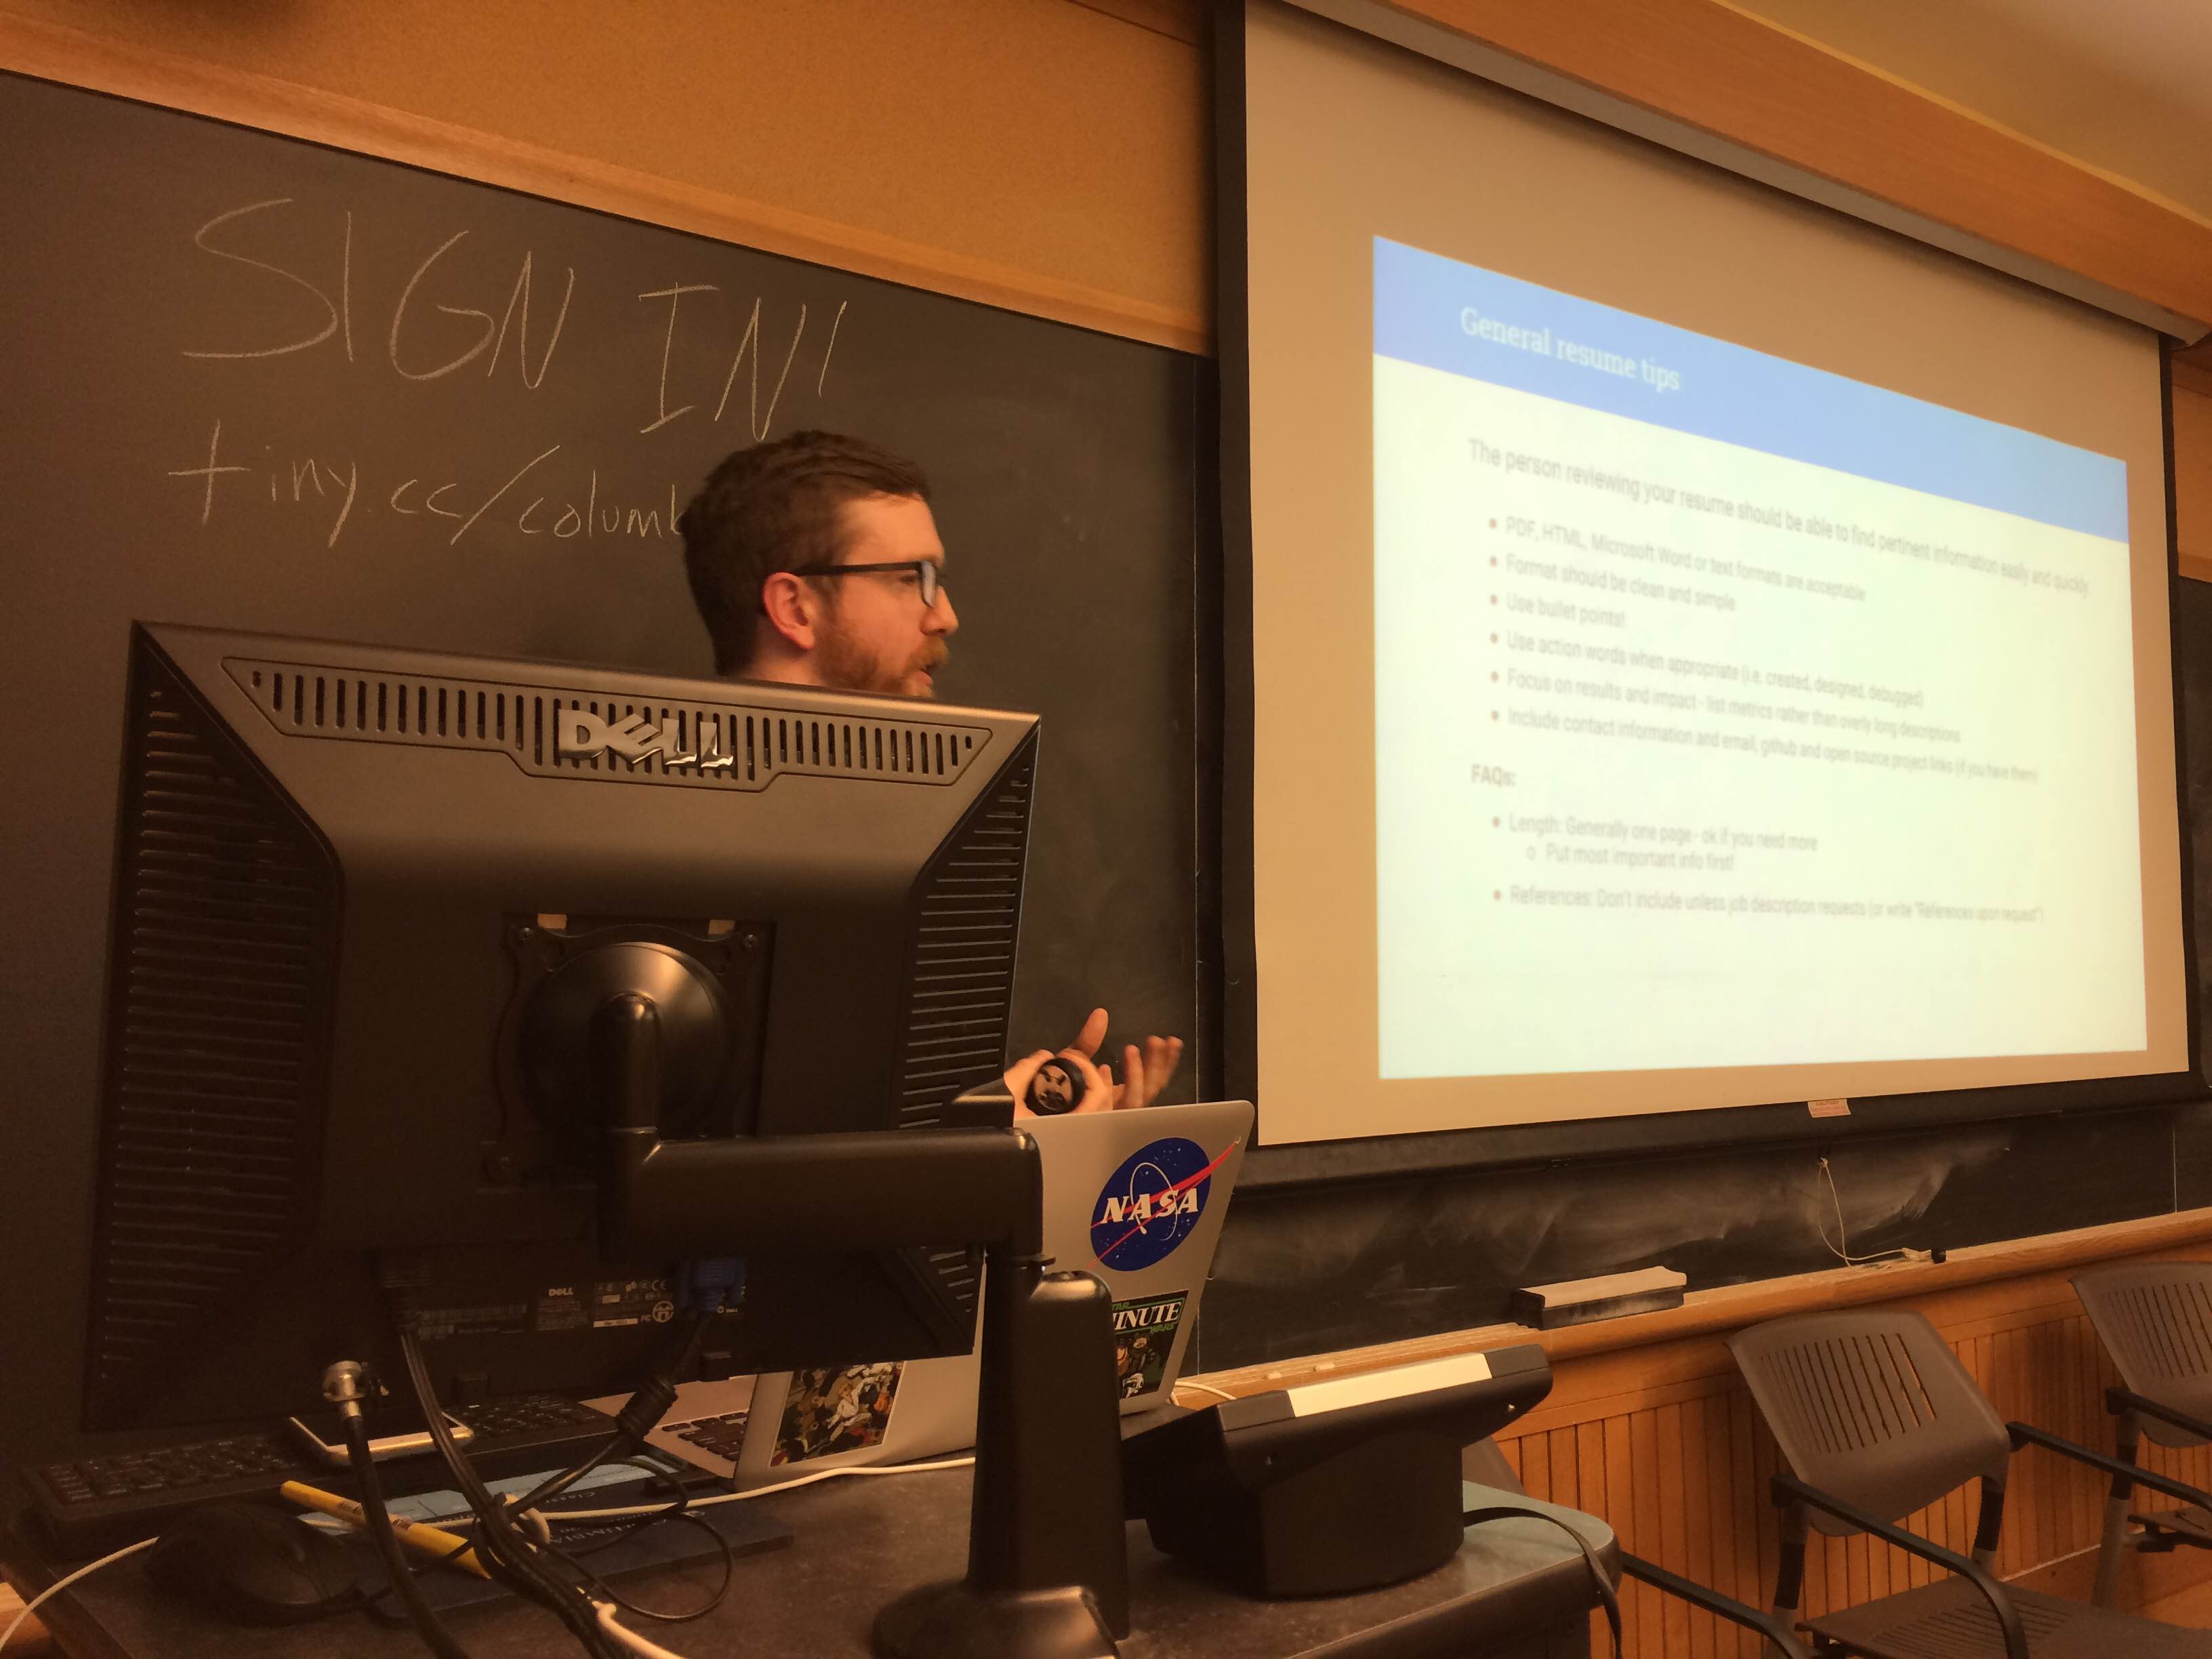 SIGN IN!
tiny.cc/columb
General resume tips
The person reviewing your resume should be able to find pertinent information easily and quickly.
• PDF, HTML, Microsoft Word or text formats are acceptable
• Format should be clean and simple
• Use bullet points!
• Use action words when appropriate (i.e. created, designed, debugged)
• Focus on results and impact - list metrics rather than overly long descriptions
• Include contact information and email, github and open source project links (if you have them)
FAQs:
• Length: Generally one page - ok if you need more
○ Put most important info first!
• References: Don't include unless job description requests (or write "References upon request")
DELL
NASA
STAR
MINUTE
WARS
DELL